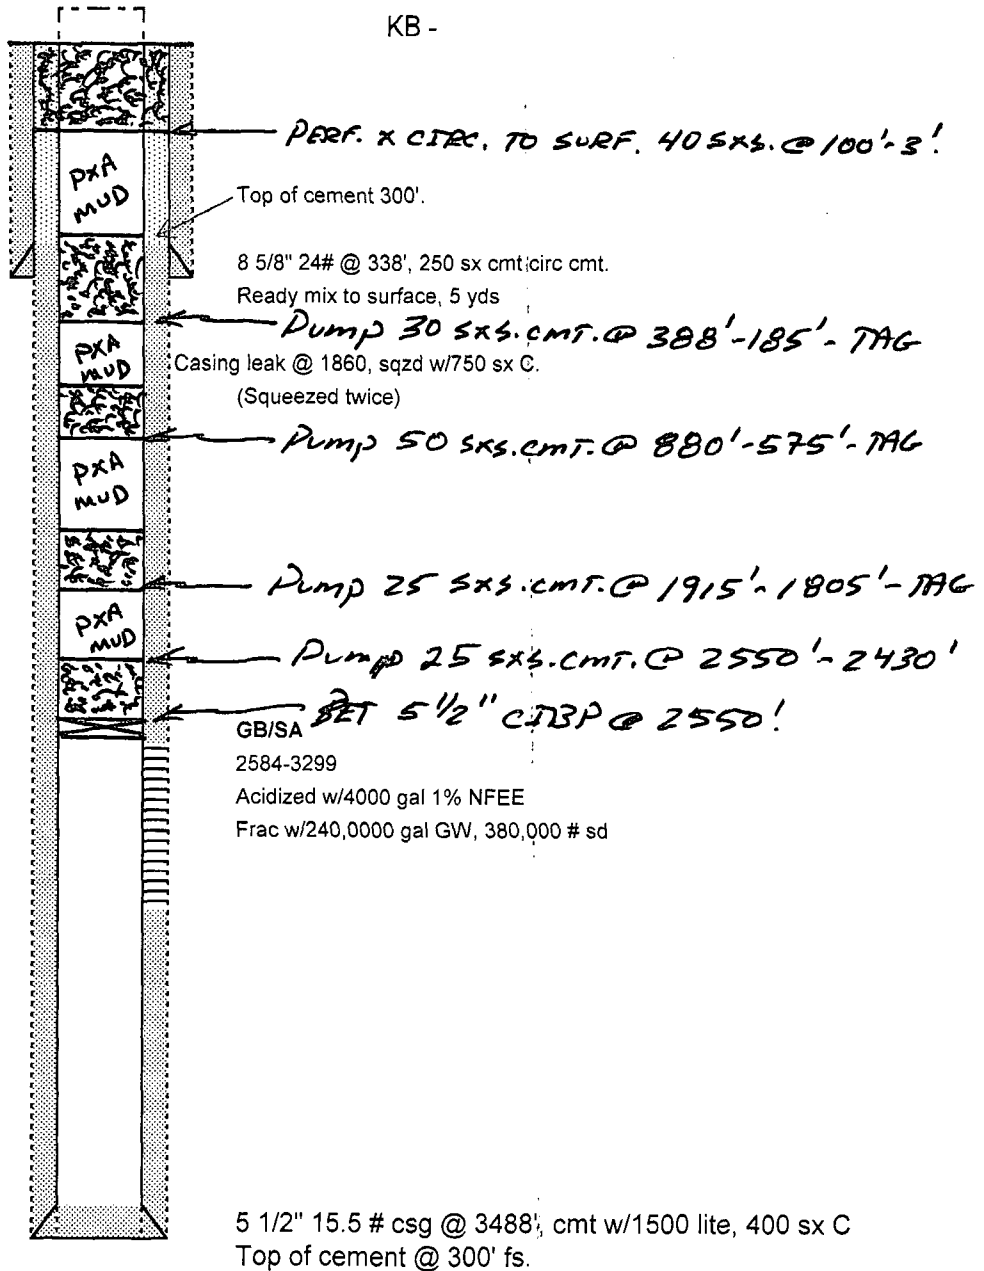 KB -
PERF. X CIRC. TO SURF. 40 SXS. @ 100'-3'.
PXA
MUD
Top of cement 300'.
8 5/8" 24# @ 338', 250 sx cmt circ cmt.
Ready mix to surface, 5 yds
Pump 30 sxs. cmt. @ 388'-185'- TAG
PXA
MUD
Casing leak @ 1860, sqzd w/750 sx C.
(Squeezed twice)
Pump 50 sxs. cmt. @ 880'-575'- TAG
PXA
MUD
Pump 25 sxs. cmt. @ 1915'-1805'- TAG
PXA
MUD
Pump 25 sxs. cmt. @ 2550'-2430'
SET 5 1/2" CIBP @ 2550'.
GB/SA
2584-3299
Acidized w/4000 gal 1% NFEE
Frac w/240,0000 gal GW, 380,000 # sd
5 1/2" 15.5 # csg @ 3488', cmt w/1500 lite, 400 sx C
Top of cement @ 300' fs.